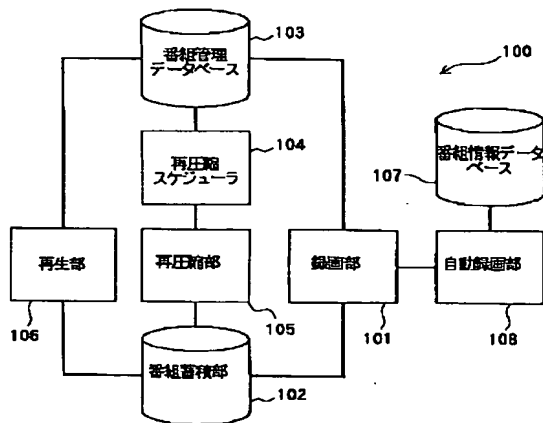 103
番組管理
データベース
100
104
再圧縮
スケジューラ
番組情報データ
ベース
107
再生部
再圧縮部
録画部
自動録画部
106
105
101
108
番組蓄積部
102